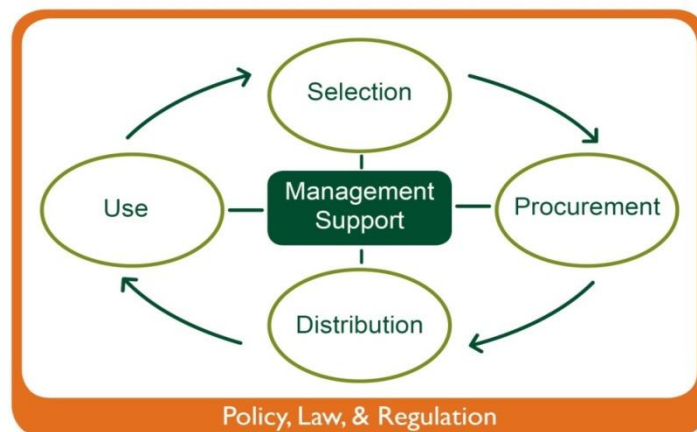 Selection
Use
Management
Support
Procurement
Distribution
Policy, Law, & Regulation